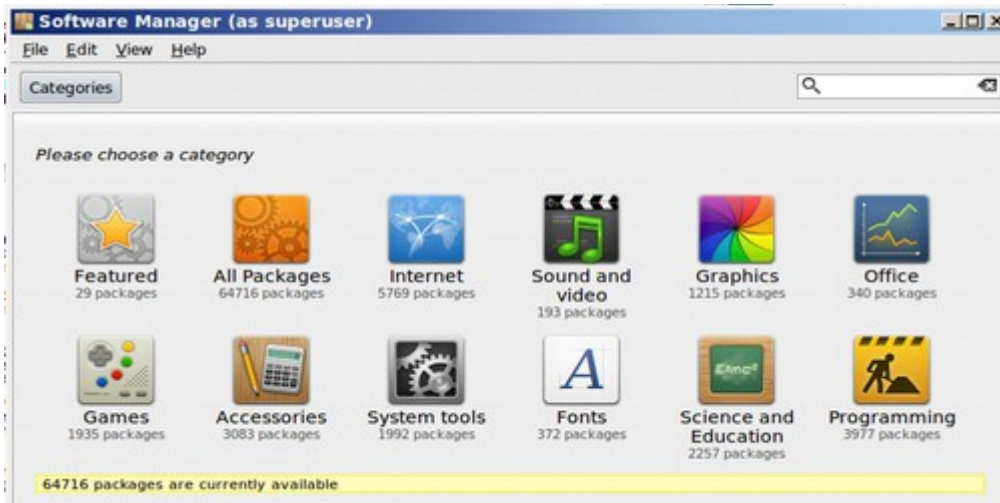 Software Manager (as superuser)
File Edit View Help
Categories
Please choose a category
Featured
29 packages
All Packages
64716 packages
Internet
5769 packages
Sound and
video
193 packages
Graphics
1215 packages
Office
340 packages
Games
1935 packages
Accessories
3083 packages
System tools
1992 packages
A
Fonts
372 packages
E=mc²
Science and
Education
2257 packages
Programming
3977 packages
64716 packages are currently available